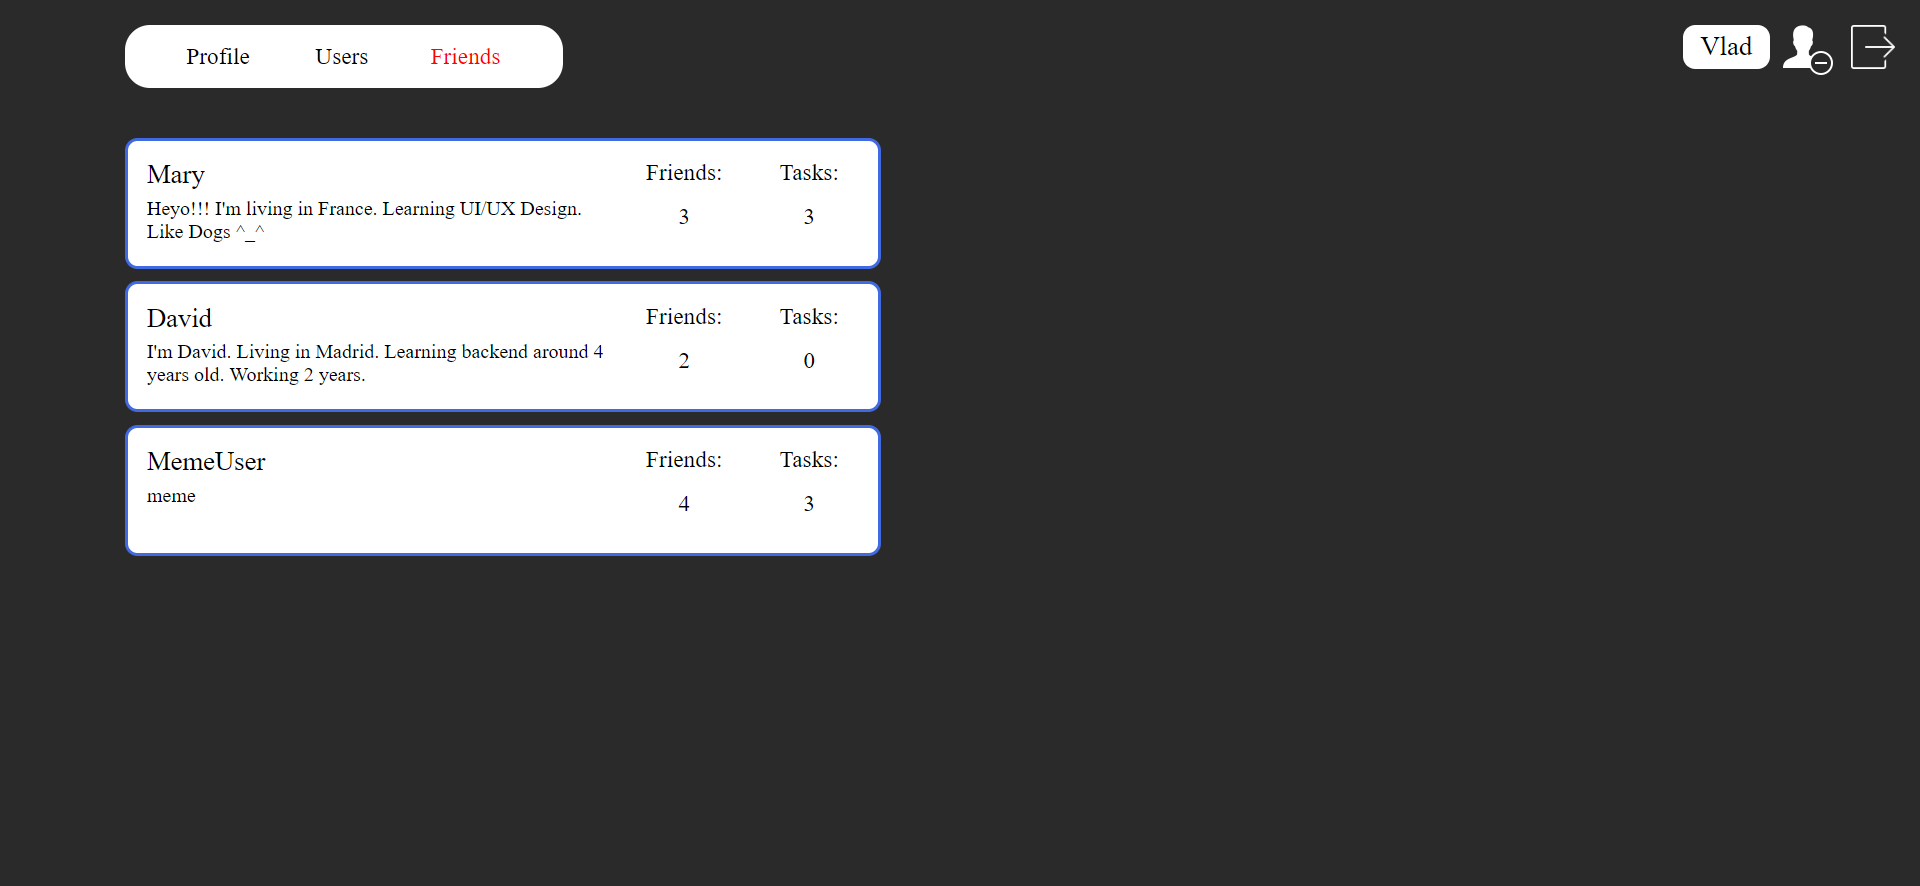 Profile Users Friends
Vlad
Mary
Heyo!!! I'm living in France. Learning UI/UX Design.
Like Dogs ^_^
Friends:
3
Tasks:
3
David
I'm David. Living in Madrid. Learning backend around 4
years old. Working 2 years.
Friends:
2
Tasks:
0
MemeUser
meme
Friends:
4
Tasks:
3